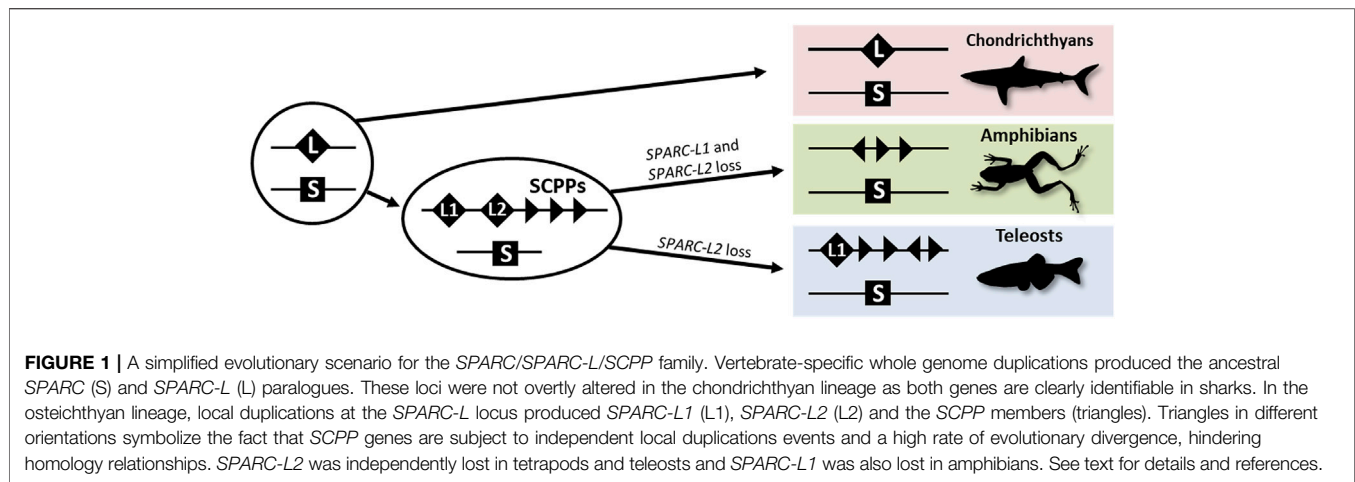 Chondrichthyans
L
S
L
S
SCPPs
L1 L2
S
SPARC-L1 and
SPARC-L2 loss
Amphibians
S
SPARC-L2 loss
Teleosts
L1
S
FIGURE 1 | A simplified evolutionary scenario for the SPARC/SPARC-L/SCPP family. Vertebrate-specific whole genome duplications produced the ancestral
SPARC (S) and SPARC-L (L) paralogues. These loci were not overtly altered in the chondrichthyan lineage as both genes are clearly identifiable in sharks. In the
osteichthyan lineage, local duplications at the SPARC-L locus produced SPARC-L1 (L1), SPARC-L2 (L2) and the SCPP members (triangles). Triangles in different
orientations symbolize the fact that SCPP genes are subject to independent local duplications events and a high rate of evolutionary divergence, hindering
homology relationships. SPARC-L2 was independently lost in tetrapods and teleosts and SPARC-L1 was also lost in amphibians. See text for details and references.